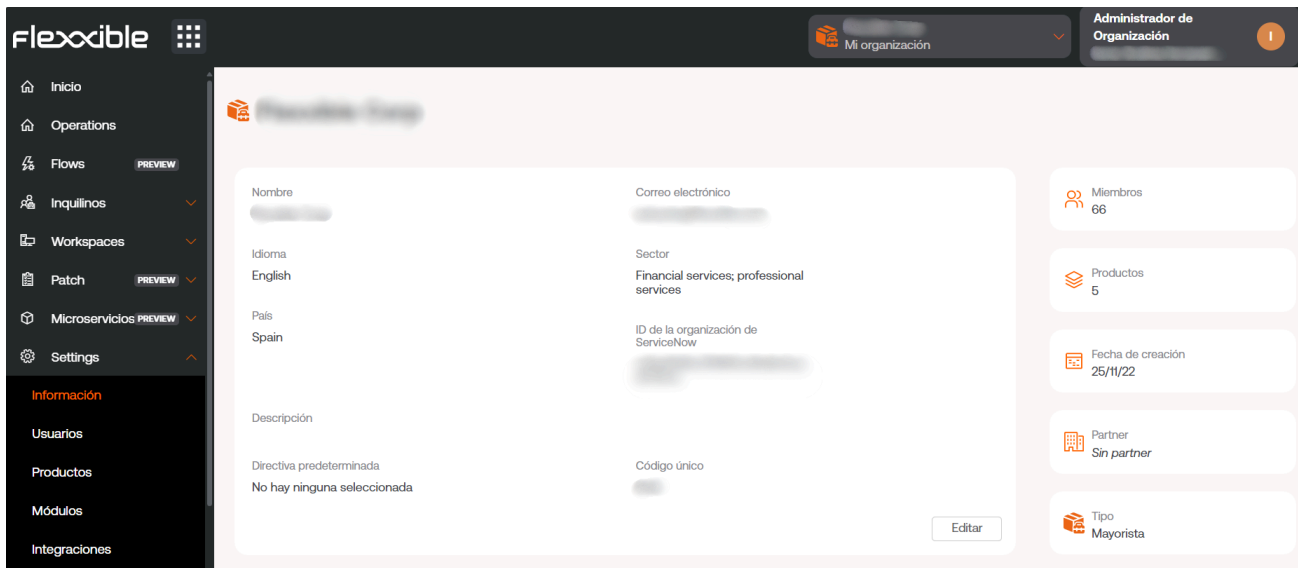 Flexxible
Mi organización
Administrador de
Organización
I
Inicio
Operations
Flows PREVIEW
Inquilinos
Workspaces
Patch PREVIEW
Microservicios PREVIEW
Settings
Información
Usuarios
Productos
Módulos
Integraciones
Nombre
Correo electrónico
Idioma
English
Sector
Financial services; professional
services
País
Spain
ID de la organización de
ServiceNow
Descripción
Directiva predeterminada
No hay ninguna seleccionada
Código único
Editar
Miembros
66
Productos
5
Fecha de creación
25/11/22
Partner
Sin partner
Tipo
Mayorista